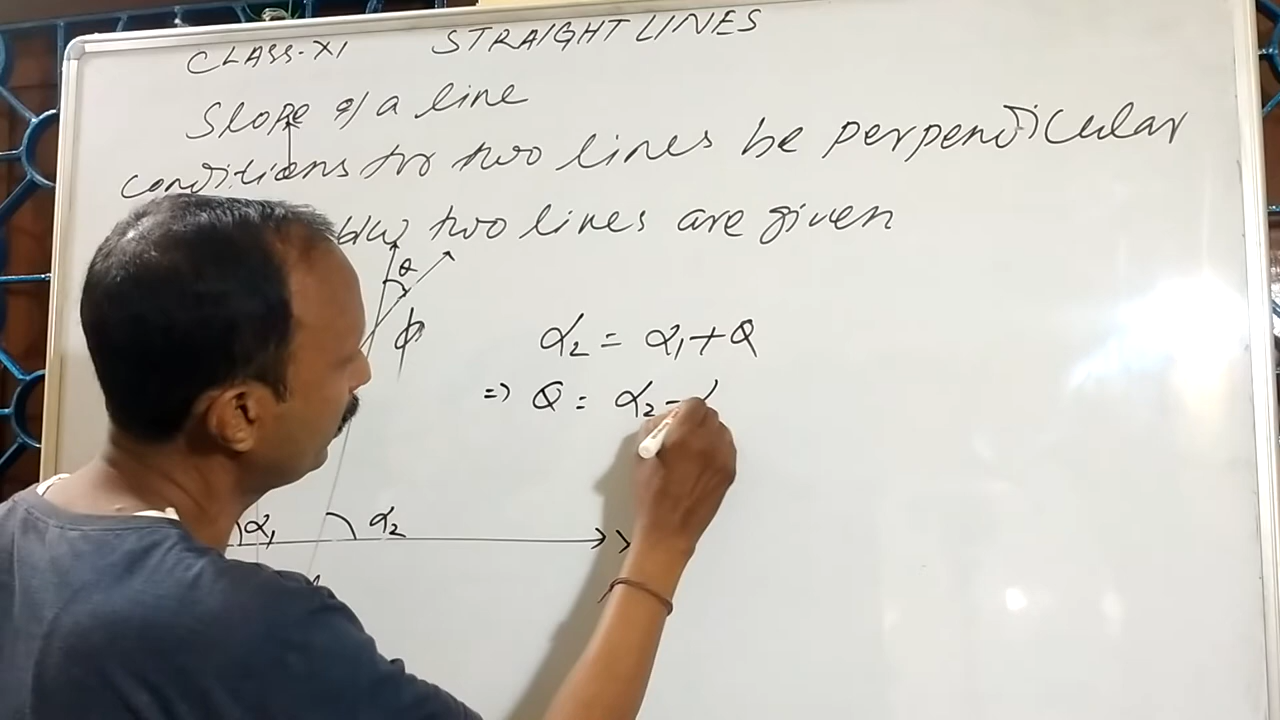 CLASS-XI STRAIGHT LINES
Slope of a line
conditions for two lines be perpendicular
b/w two lines are given
θ
ϕ
α₂ = α₁ + θ
⇒ θ = α₂ -
α₁ α₂